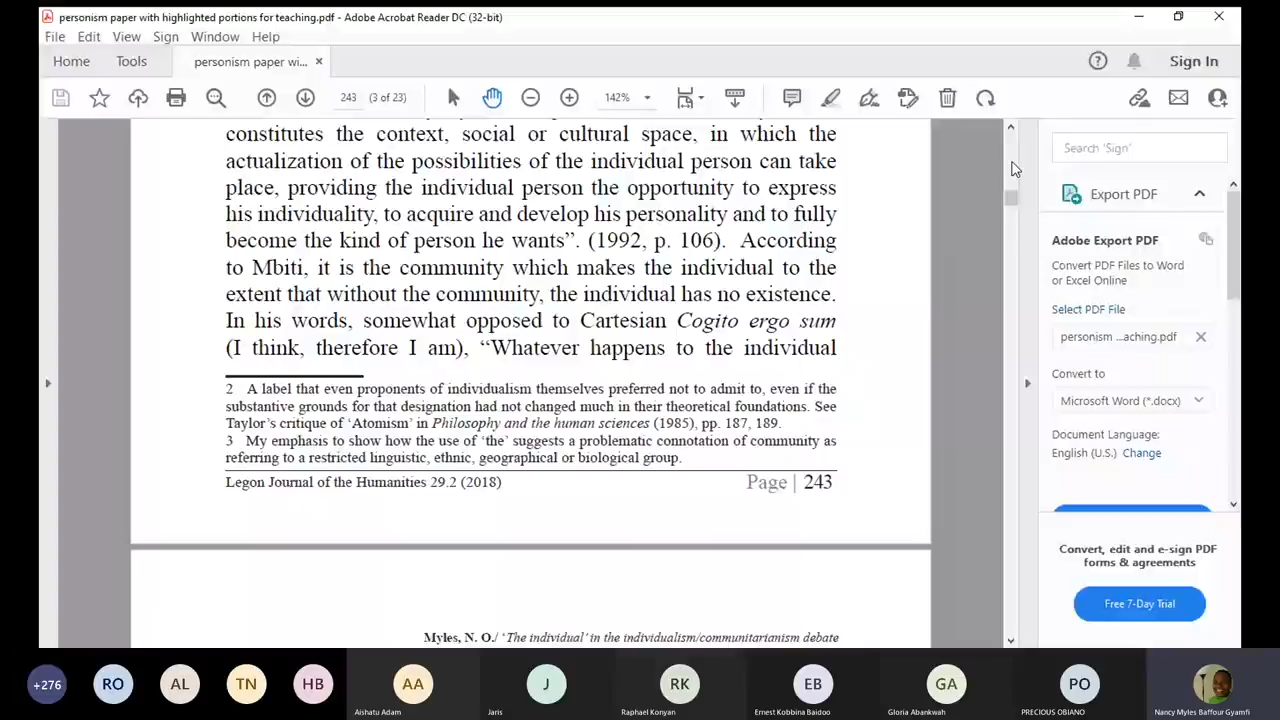 personism paper with highlighted portions for teaching.pdf - Adobe Acrobat Reader DC (32-bit)
File Edit View Sign Window Help
Home Tools personism paper wi... × Sign In
243 (3 of 23) 142%
constitutes the context, social or cultural space, in which the
actualization of the possibilities of the individual person can take
place, providing the individual person the opportunity to express
his individuality, to acquire and develop his personality and to fully
become the kind of person he wants”. (1992, p. 106). According
to Mbiti, it is the community which makes the individual to the
extent that without the community, the individual has no existence.
In his words, somewhat opposed to Cartesian Cogito ergo sum
(I think, therefore I am), “Whatever happens to the individual
2 A label that even proponents of individualism themselves preferred not to admit to, even if the
substantive grounds for that designation had not changed much in their theoretical foundations. See
Taylor’s critique of ‘Atomism’ in Philosophy and the human sciences (1985), pp. 187, 189.
3 My emphasis to show how the use of ‘the’ suggests a problematic connotation of community as
referring to a restricted linguistic, ethnic, geographical or biological group.
Legon Journal of the Humanities 29.2 (2018) Page | 243
Myles, N. O./ ‘The individual’ in the individualism/communitarianism debate
Search 'Sign'
Export PDF
Adobe Export PDF
Convert PDF Files to Word
or Excel Online
Select PDF File
personism ...aching.pdf ×
Convert to
Microsoft Word (*.docx)
Document Language:
English (U.S.) Change
Convert, edit and e-sign PDF
forms & agreements
Free 7-Day Trial
+276 RO AL TN HB AA J RK EB GA PO
Aishatu Adam Jaris Raphael Konyan Ernest Kobbina Baidoo Gloria Abankwah PRECIOUS OBIANO Nancy Myles Baffour Gyamfi